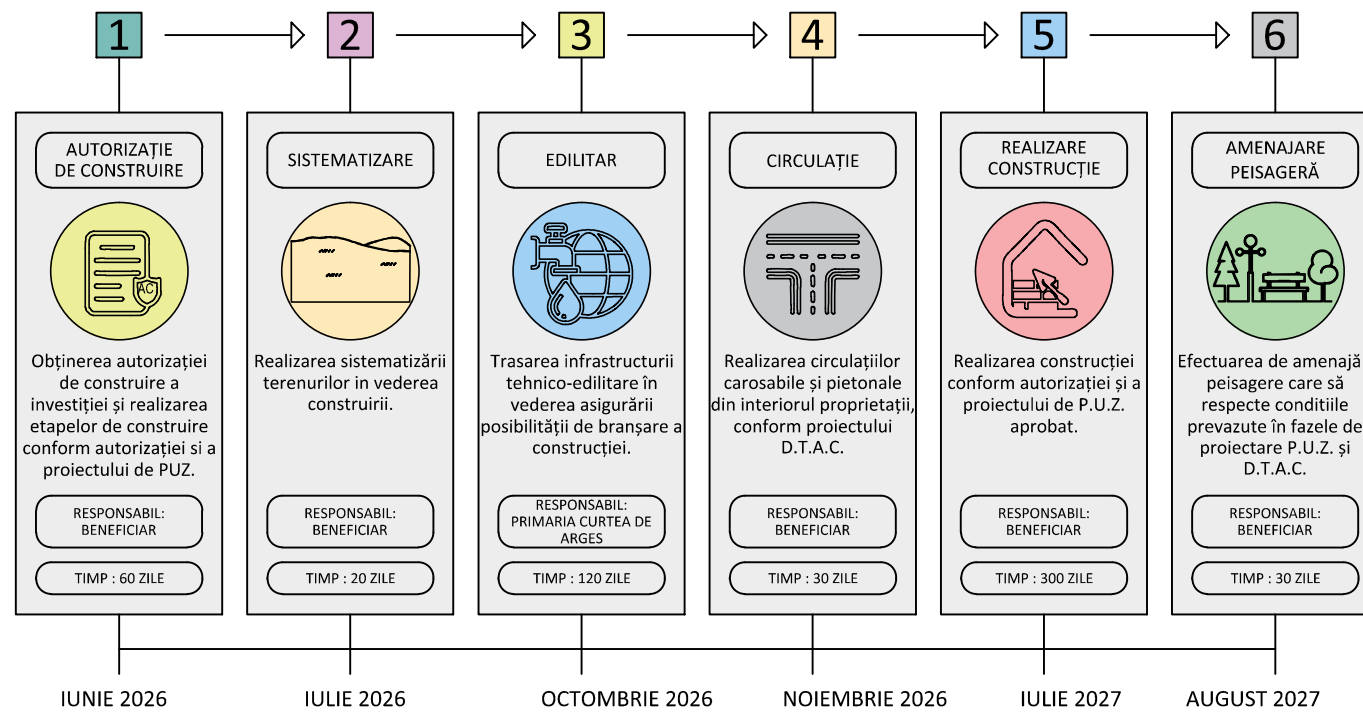 1
2
3
4
5
6
AUTORIZAȚIE
DE CONSTRUIRE
AC
Obținerea autorizației
de construire a
investiției și realizarea
etapelor de construire
conform autorizației si a
proiectului de PUZ.
RESPONSABIL:
BENEFICIAR
TIMP : 60 ZILE
SISTEMATIZARE
Realizarea sistematizării
terenurilor in vederea
construirii.
RESPONSABIL:
BENEFICIAR
TIMP : 20 ZILE
EDILITAR
Trasarea infrastructurii
tehnico-edilitare în
vederea asigurării
posibilității de branșare a
construcției.
RESPONSABIL:
PRIMARIA CURTEA DE
ARGES
TIMP : 120 ZILE
CIRCULAȚIE
Realizarea circulațiilor
carosabile și pietonale
din interiorul proprietații,
conform proiectului
D.T.A.C.
RESPONSABIL:
BENEFICIAR
TIMP : 30 ZILE
REALIZARE
CONSTRUCȚIE
Realizarea construcției
conform autorizației și a
proiectului de P.U.Z.
aprobat.
RESPONSABIL:
BENEFICIAR
TIMP : 300 ZILE
AMENAJARE
PEISAGERĂ
Efectuarea de amenajă
peisagere care să
respecte conditiile
prevazute în fazele de
proiectare P.U.Z. și
D.T.A.C.
RESPONSABIL:
BENEFICIAR
TIMP : 30 ZILE
IUNIE 2026
IULIE 2026
OCTOMBRIE 2026
NOIEMBRIE 2026
IULIE 2027
AUGUST 2027